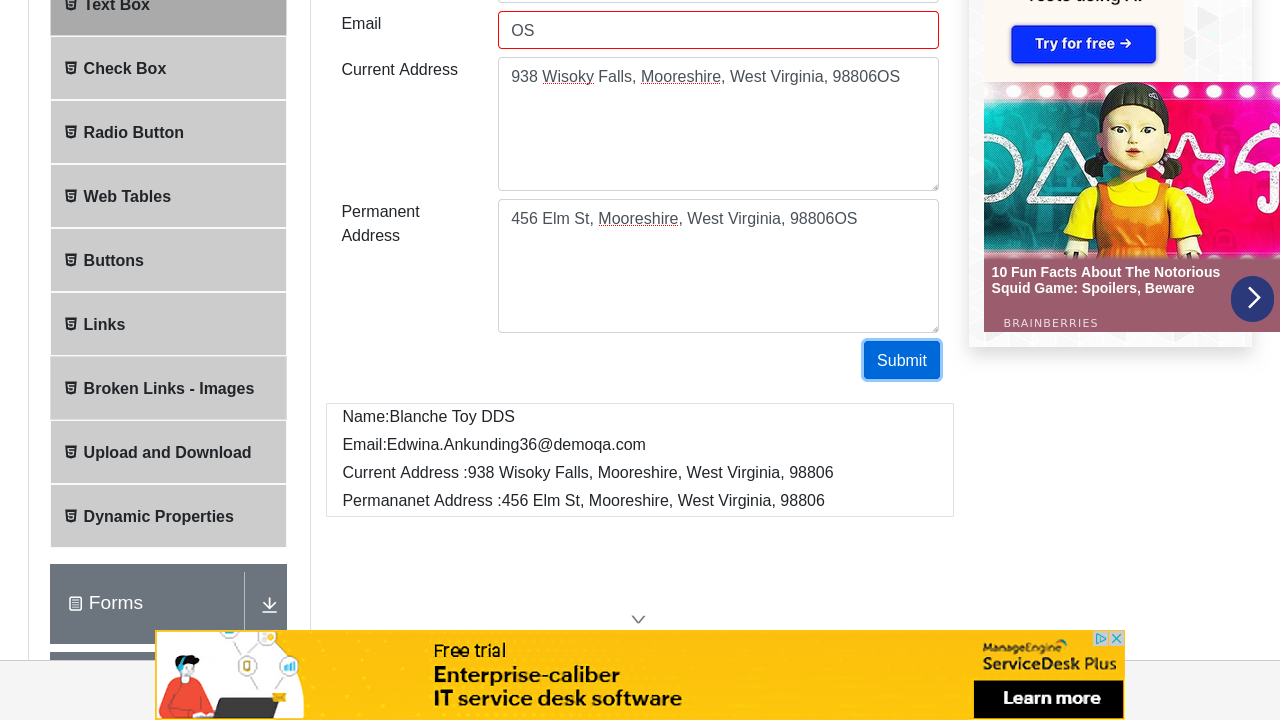 Text Box
Check Box
Radio Button
Web Tables
Buttons
Links
Broken Links - Images
Upload and Download
Dynamic Properties
Forms
Email
OS
Current Address
938 Wisoky Falls, Mooreshire, West Virginia, 98806OS
Permanent
Address
456 Elm St, Mooreshire, West Virginia, 98806OS
Submit
Name:Blanche Toy DDS
Email:Edwina.Ankunding36@demoqa.com
Current Address :938 Wisoky Falls, Mooreshire, West Virginia, 98806
Permananet Address :456 Elm St, Mooreshire, West Virginia, 98806
Try for free →
10 Fun Facts About The Notorious
Squid Game: Spoilers, Beware
BRAINBERRIES
Free trial
Enterprise-caliber
IT service desk software
ManageEngine
ServiceDesk Plus
Learn more